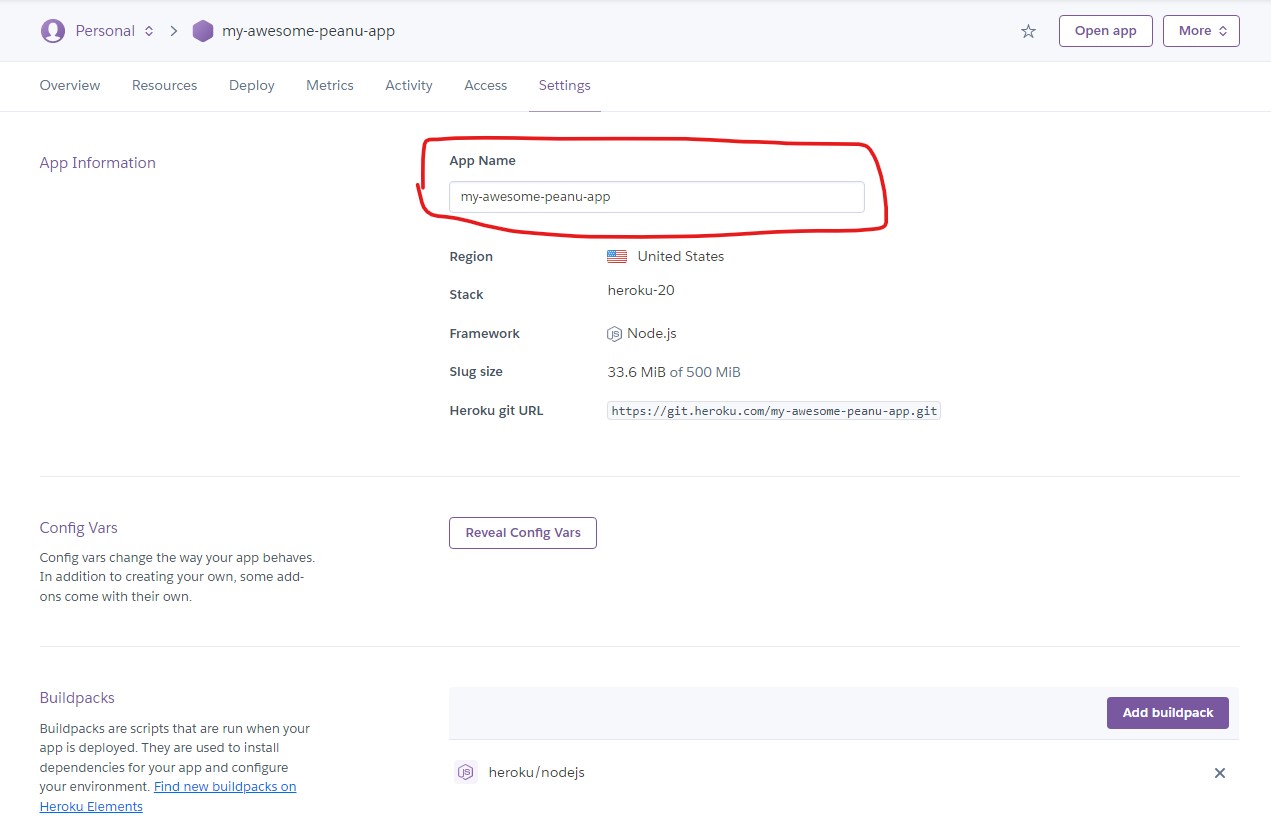 Personal my-awesome-peanu-app Open app More
Overview Resources Deploy Metrics Activity Access Settings
App Information
App Name
my-awesome-peanu-app
Region United States
Stack heroku-20
Framework JS Node.js
Slug size 33.6 MiB of 500 MiB
Heroku git URL https://git.heroku.com/my-awesome-peanu-app.git
Config Vars
Reveal Config Vars
Config vars change the way your app behaves.
In addition to creating your own, some add-
ons come with their own.
Buildpacks
Add buildpack
Buildpacks are scripts that are run when your
app is deployed. They are used to install
dependencies for your app and configure
your environment. Find new buildpacks on
Heroku Elements
JS heroku/nodejs